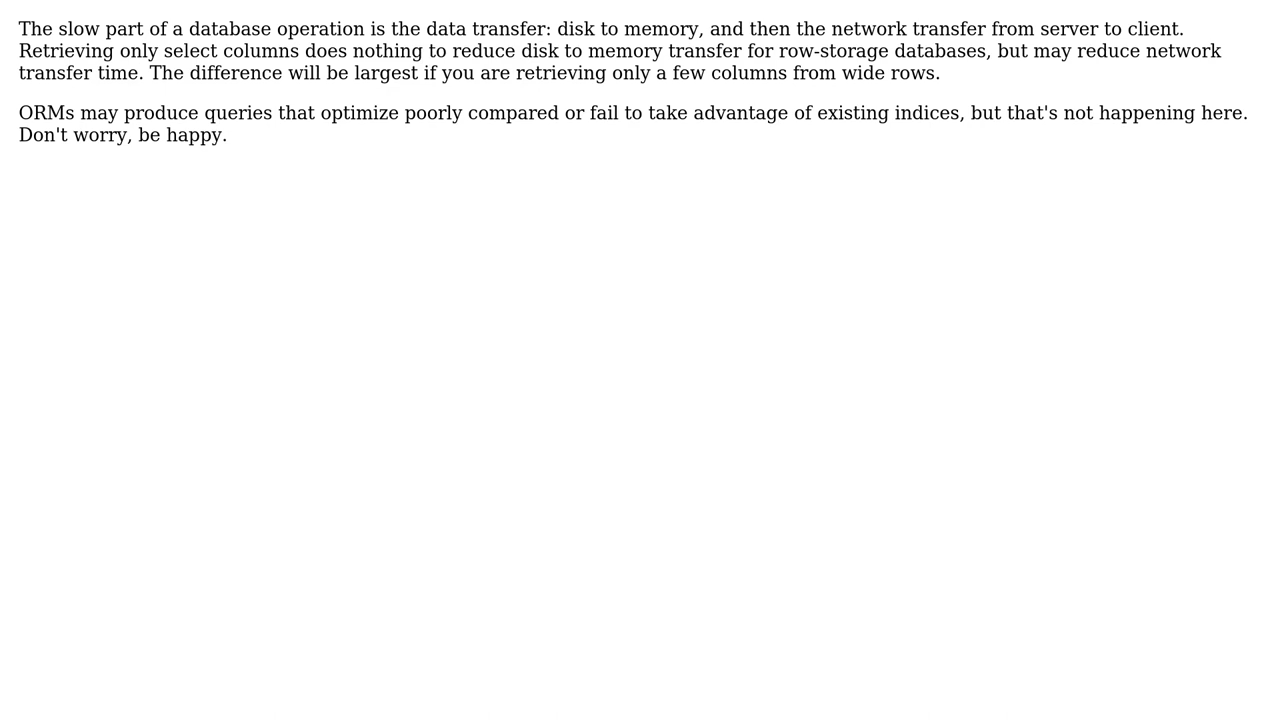 The slow part of a database operation is the data transfer: disk to memory, and then the network transfer from server to client.
Retrieving only select columns does nothing to reduce disk to memory transfer for row-storage databases, but may reduce network
transfer time. The difference will be largest if you are retrieving only a few columns from wide rows.
ORMs may produce queries that optimize poorly compared or fail to take advantage of existing indices, but that's not happening here.
Don't worry, be happy.